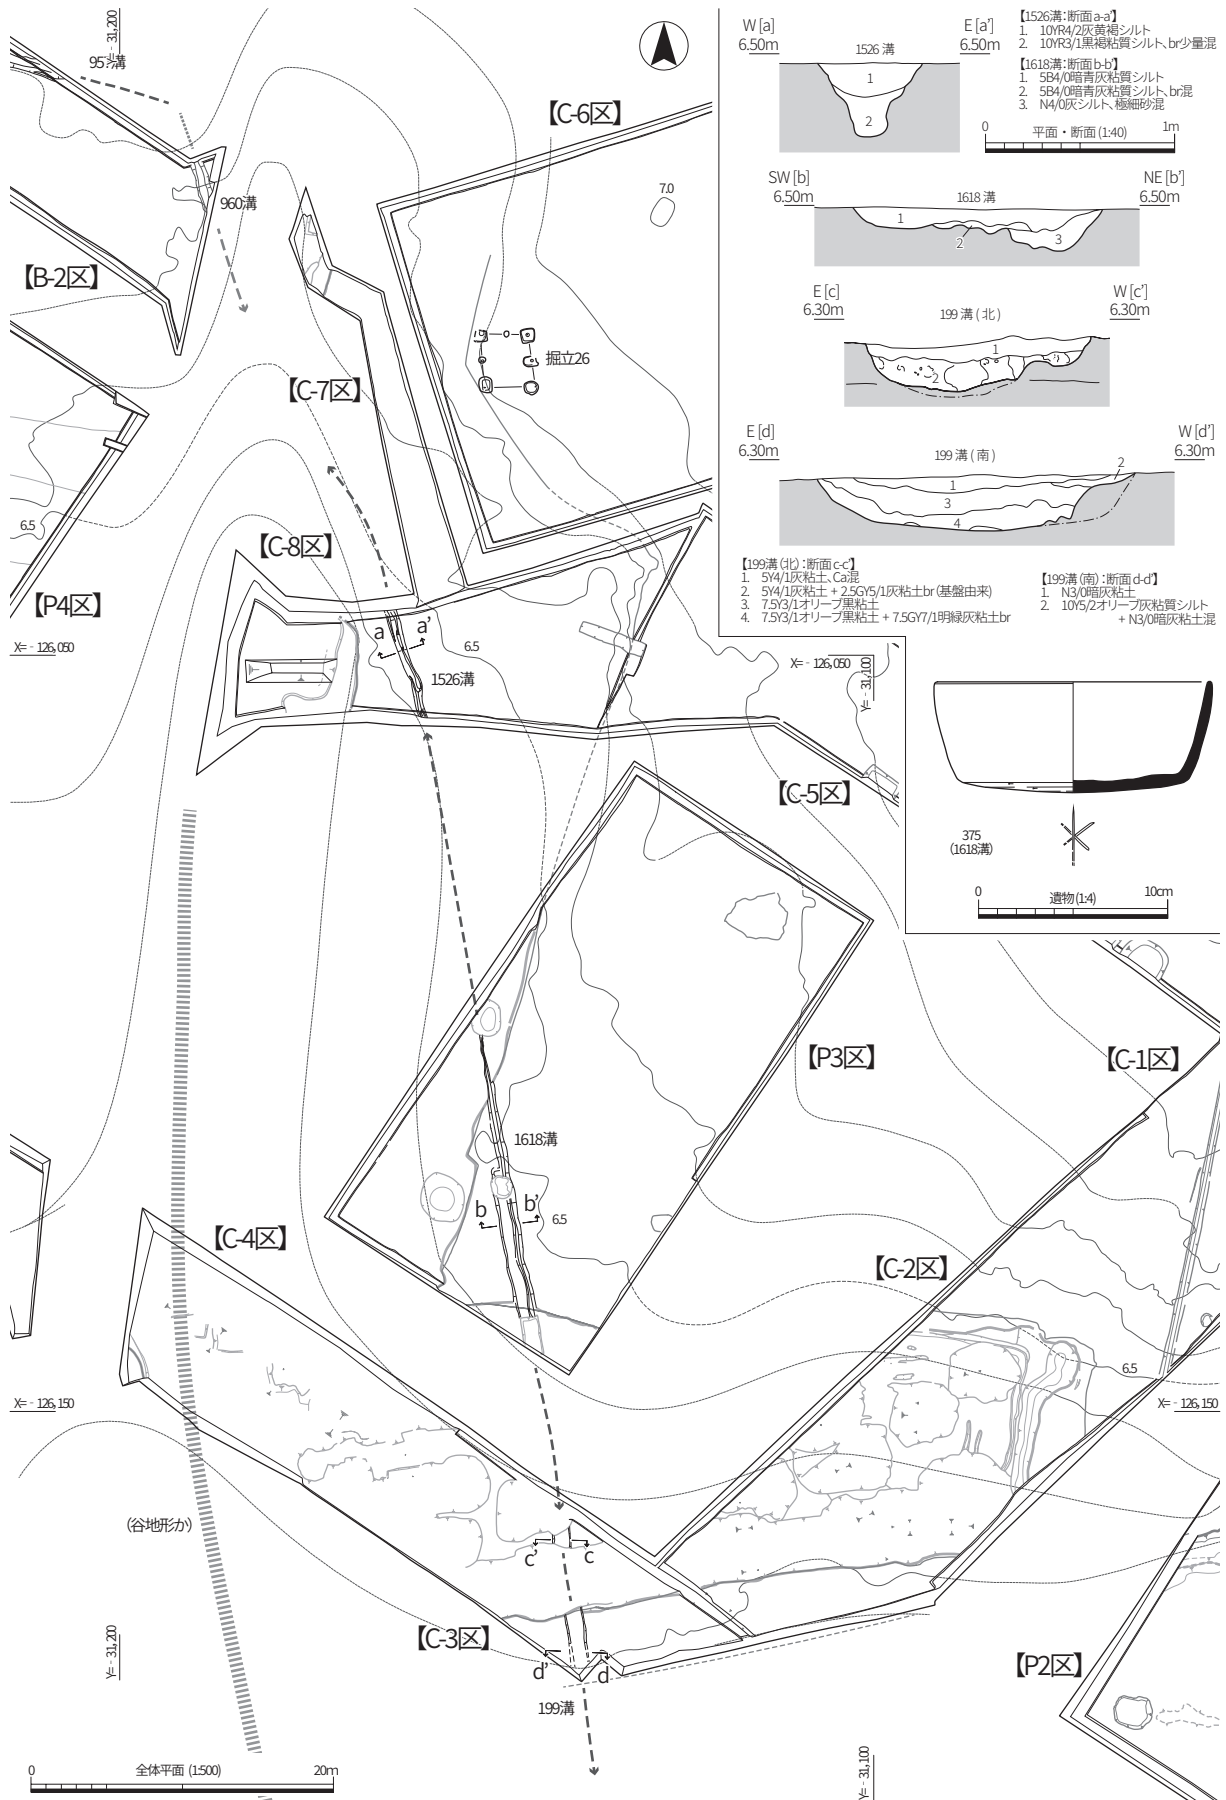 Y=－31,200
957溝
960溝
【B-2区】
【C-6区】
7.0
掘立26
【C-7区】
6.5
【C-8区】
【P4区】
X=－126,050
a
a’
6.5
1526溝
X=－126,050
Y=－31,100
【C-5区】
W [a]
6.50m
1526 溝
E [a’]
6.50m
1
2
【1526溝：断面 a-a’】
1. 10YR4/2灰黄褐シルト
2. 10YR3/1黒褐粘質シルト、br少量混
【1618溝：断面 b-b’】
1. 5B4/0暗青灰粘質シルト
2. 5B4/0暗青灰粘質シルト、br混
3. N4/0灰シルト、極細砂混
0 平面・断面 (1:40) 1m
SW [b]
6.50m
1618 溝
NE [b’]
6.50m
1
2
3
E [c]
6.30m
199 溝 ( 北 )
W [c’]
6.30m
1
2
E [d]
6.30m
199 溝 ( 南 )
W [d’]
6.30m
1
2
3
4
【199溝 (北)：断面 c-c’】
1. 5Y4/1灰粘土、Ca混
2. 5Y4/1灰粘土 + 2.5GY5/1灰粘土br (基盤由来)
3. 7.5Y3/1オリーブ黒粘土
4. 7.5Y3/1オリーブ黒粘土 + 7.5GY7/1明緑灰粘土br
【199溝 (南)：断面 d-d’】
1. N3/0暗灰粘土
2. 10Y5/2オリーブ灰粘質シルト
+ N3/0暗灰粘土混
375
(1618溝)
0 遺物 (1:4) 10cm
【P3区】
【C-1区】
1618溝
b
b’
6.5
【C-4区】
【C-2区】
6.5
X=－126,150
X=－126,150
(谷地形か)
c’
c
【C-3区】
d’
d
199溝
Y=－31,200
【P2区】
Y=－31,100
0 全体平面 (1:500) 20m